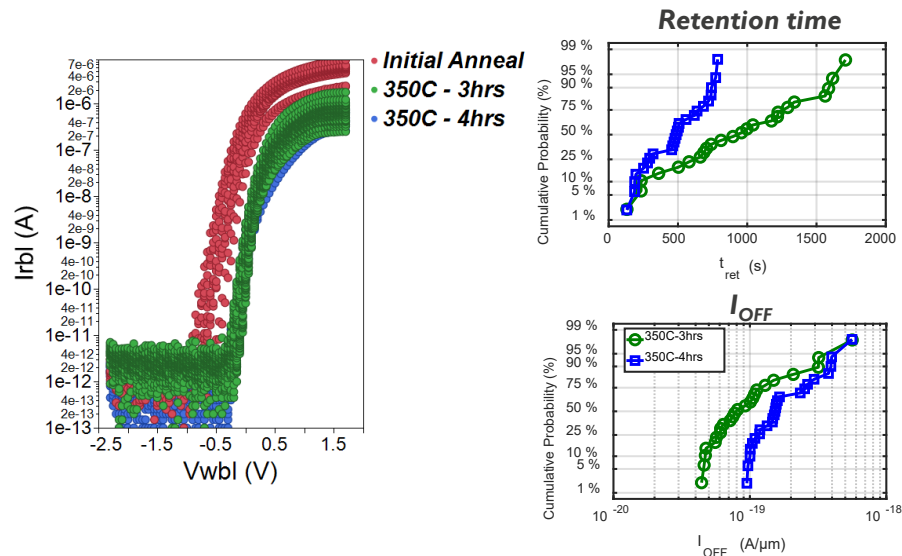 Initial Anneal
350C - 3hrs
350C - 4hrs
Irbl (A)
7e-6
4e-6
2e-6
1e-6
4e-7
2e-7
1e-7
4e-8
2e-8
1e-8
4e-9
2e-9
1e-9
4e-10
2e-10
1e-10
4e-11
2e-11
1e-11
4e-12
2e-12
1e-12
4e-13
2e-13
1e-13
-2.5 -1.5 -0.5 0.5 1.5
Vwbl (V)
Retention time
Cumulative Probability (%)
99 %
95 %
90 %
75 %
50 %
25 %
10 %
5 %
1 %
0 500 1000 1500 2000
t ret (s)
I OFF
350C-3hrs
350C-4hrs
Cumulative Probability (%)
99 %
95 %
90 %
75 %
50 %
25 %
10 %
5 %
1 %
10 -20 10 -19 10 -18
I OFF (A/μm)